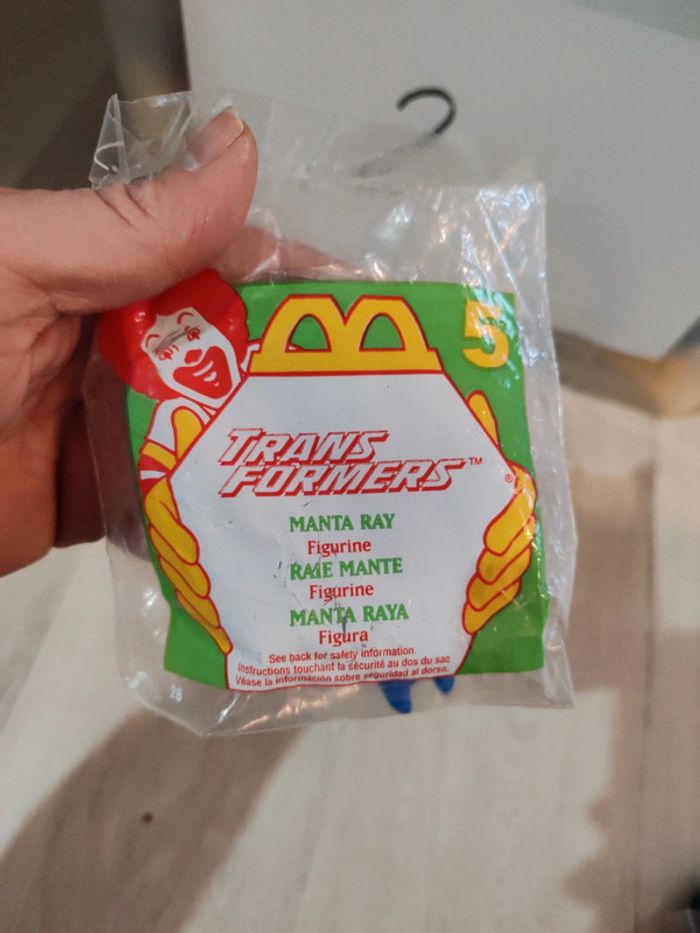 5
TRANS
FORMERS™
®
MANTA RAY
Figurine
RAIE MANTE
Figurine
MANTA RAYA
Figura
See back for safety information.
Instructions touchant la sécurité au dos du sac
Véase la información sobre seguridad al dorso.